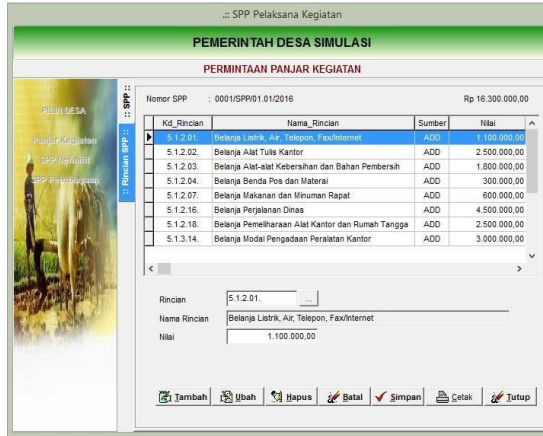 .:: SPP Pelaksana Kegiatan
PEMERINTAH DESA SIMULASI
PERMINTAAN PANJAR KEGIATAN
PILIH DESA
Panjar Kegiatan
SPP Definitif
SPP Pembiayaan
:: SPP ::
:: Rincian SPP ::
Nomor SPP : 0001/SPP/01.01/2016 Rp 16.300.000,00
Kd_Rincian Nama_Rincian Sumber Nilai
5.1.2.01. Belanja Listrik, Air, Telepon, Fax/Internet ADD 1.100.000,00
5.1.2.02. Belanja Alat Tulis Kantor ADD 2.500.000,00
5.1.2.03. Belanja Alat-alat Kebersihan dan Bahan Pembersih ADD 1.800.000,00
5.1.2.04. Belanja Benda Pos dan Materai ADD 300.000,00
5.1.2.07. Belanja Makanan dan Minuman Rapat ADD 600.000,00
5.1.2.16. Belanja Perjalanan Dinas ADD 4.500.000,00
5.1.2.18. Belanja Pemeliharaan Alat Kantor dan Rumah Tangga ADD 2.500.000,00
5.1.3.14. Belanja Modal Pengadaan Peralatan Kantor ADD 3.000.000,00
Rincian 5.1.2.01. ...
Nama Rincian Belanja Listrik, Air, Telepon, Fax/Internet
Nilai 1.100.000,00
Tambah Ubah Hapus Batal Simpan Cetak Tutup